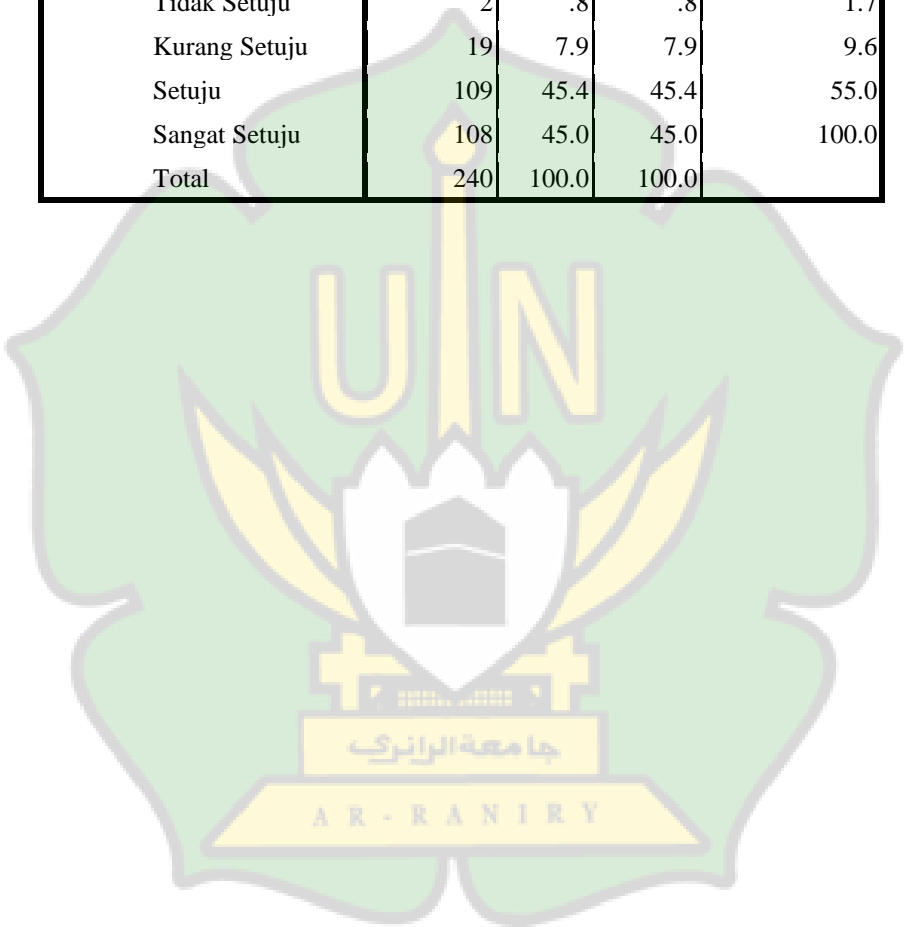 Tidak Setuju 2 .8 .8 1.7
Kurang Setuju 19 7.9 7.9 9.6
Setuju 109 45.4 45.4 55.0
Sangat Setuju 108 45.0 45.0 100.0
Total 240 100.0 100.0
UIN
جامعة الرانري
AR-RANIRY